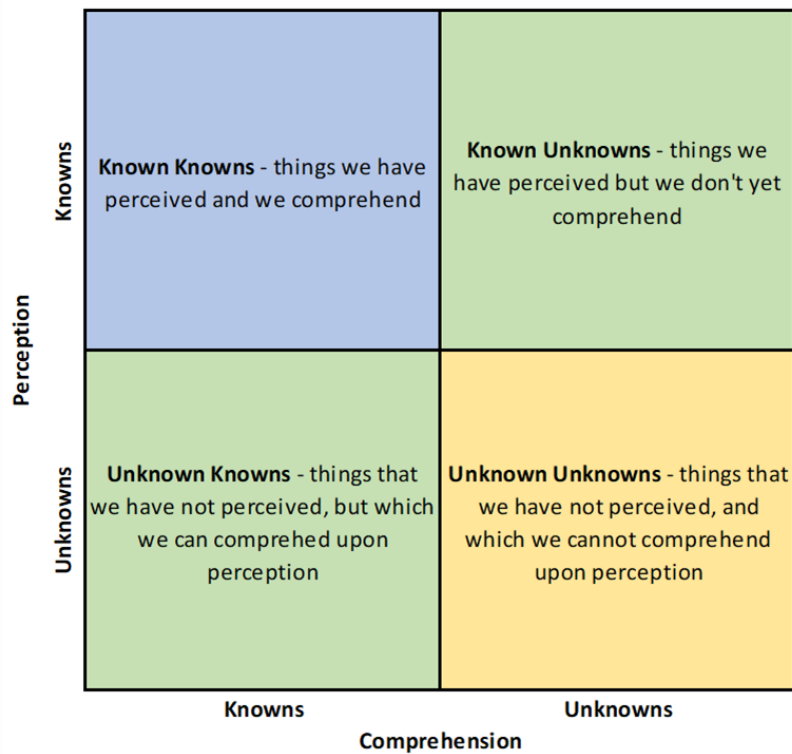 Known Knowns - things we have
perceived and we comprehend
Known Unknowns - things we
have perceived but we don't yet
comprehend
Unknown Knowns - things that
we have not perceived, but which
we can comprehed upon
perception
Unknown Unknowns - things that
we have not perceived, and
which we cannot comprehend
upon perception
Perception
Knowns
Unknowns
Knowns
Unknowns
Comprehension